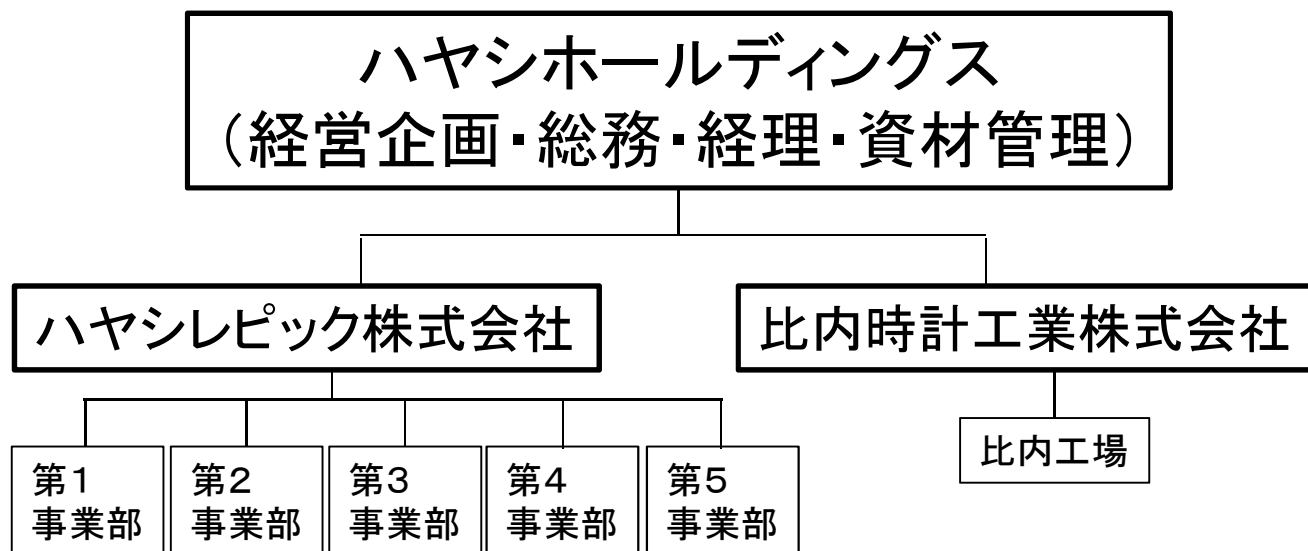 ハヤシホールディングス
（経営企画・総務・経理・資材管理）
ハヤシレピック株式会社
比内時計工業株式会社
第１
事業部
第２
事業部
第３
事業部
第４
事業部
第５
事業部
比内工場